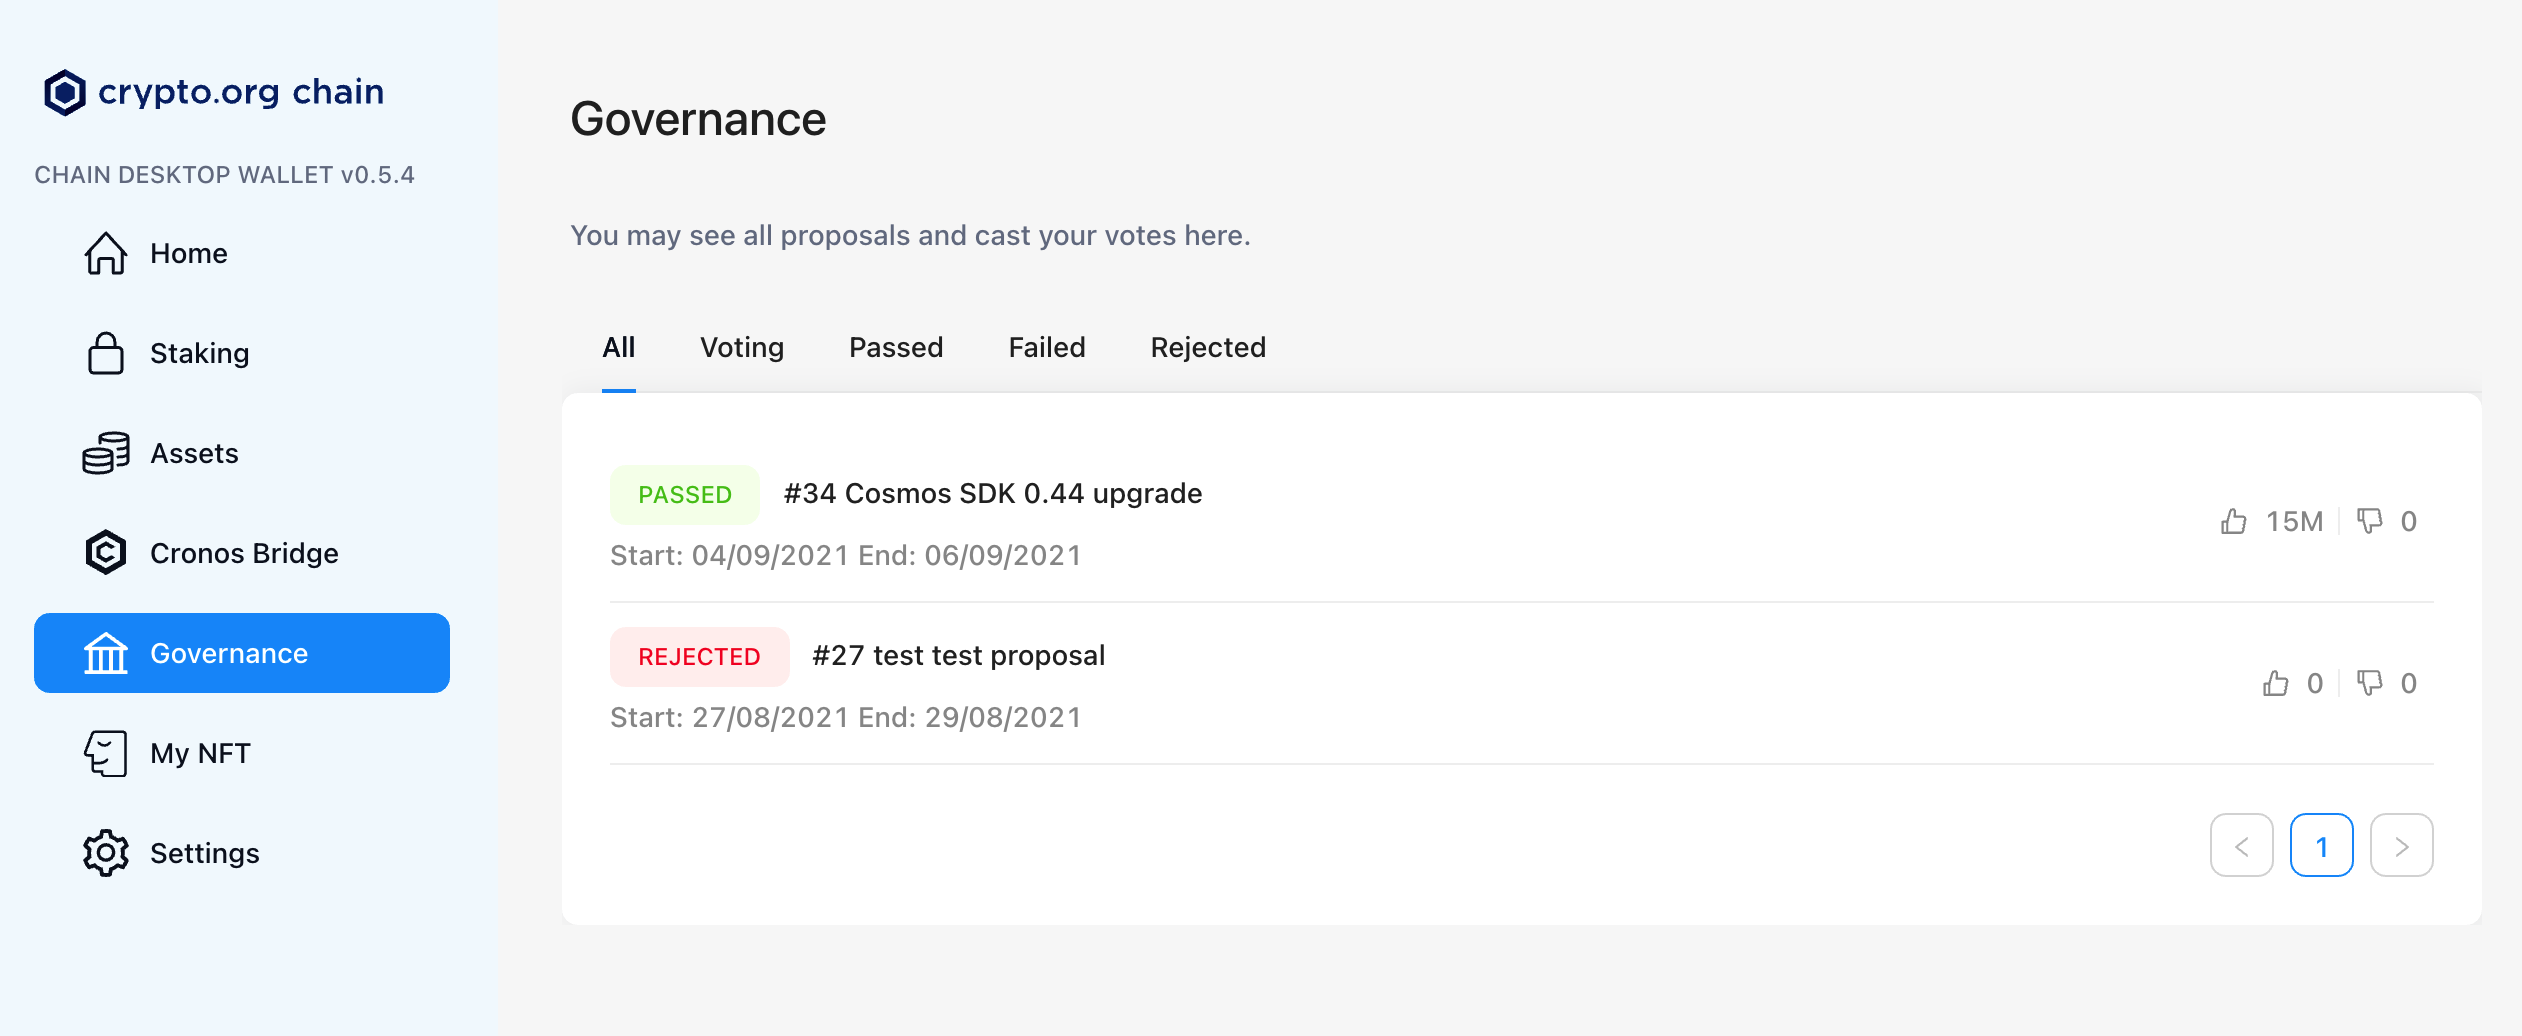 crypto.org chain
CHAIN DESKTOP WALLET v0.5.4
Home
Staking
Assets
Cronos Bridge
Governance
My NFT
Settings
Governance
You may see all proposals and cast your votes here.
All Voting Passed Failed Rejected
PASSED #34 Cosmos SDK 0.44 upgrade
Start: 04/09/2021 End: 06/09/2021
15M 0
REJECTED #27 test test proposal
Start: 27/08/2021 End: 29/08/2021
0 0
< 1 >